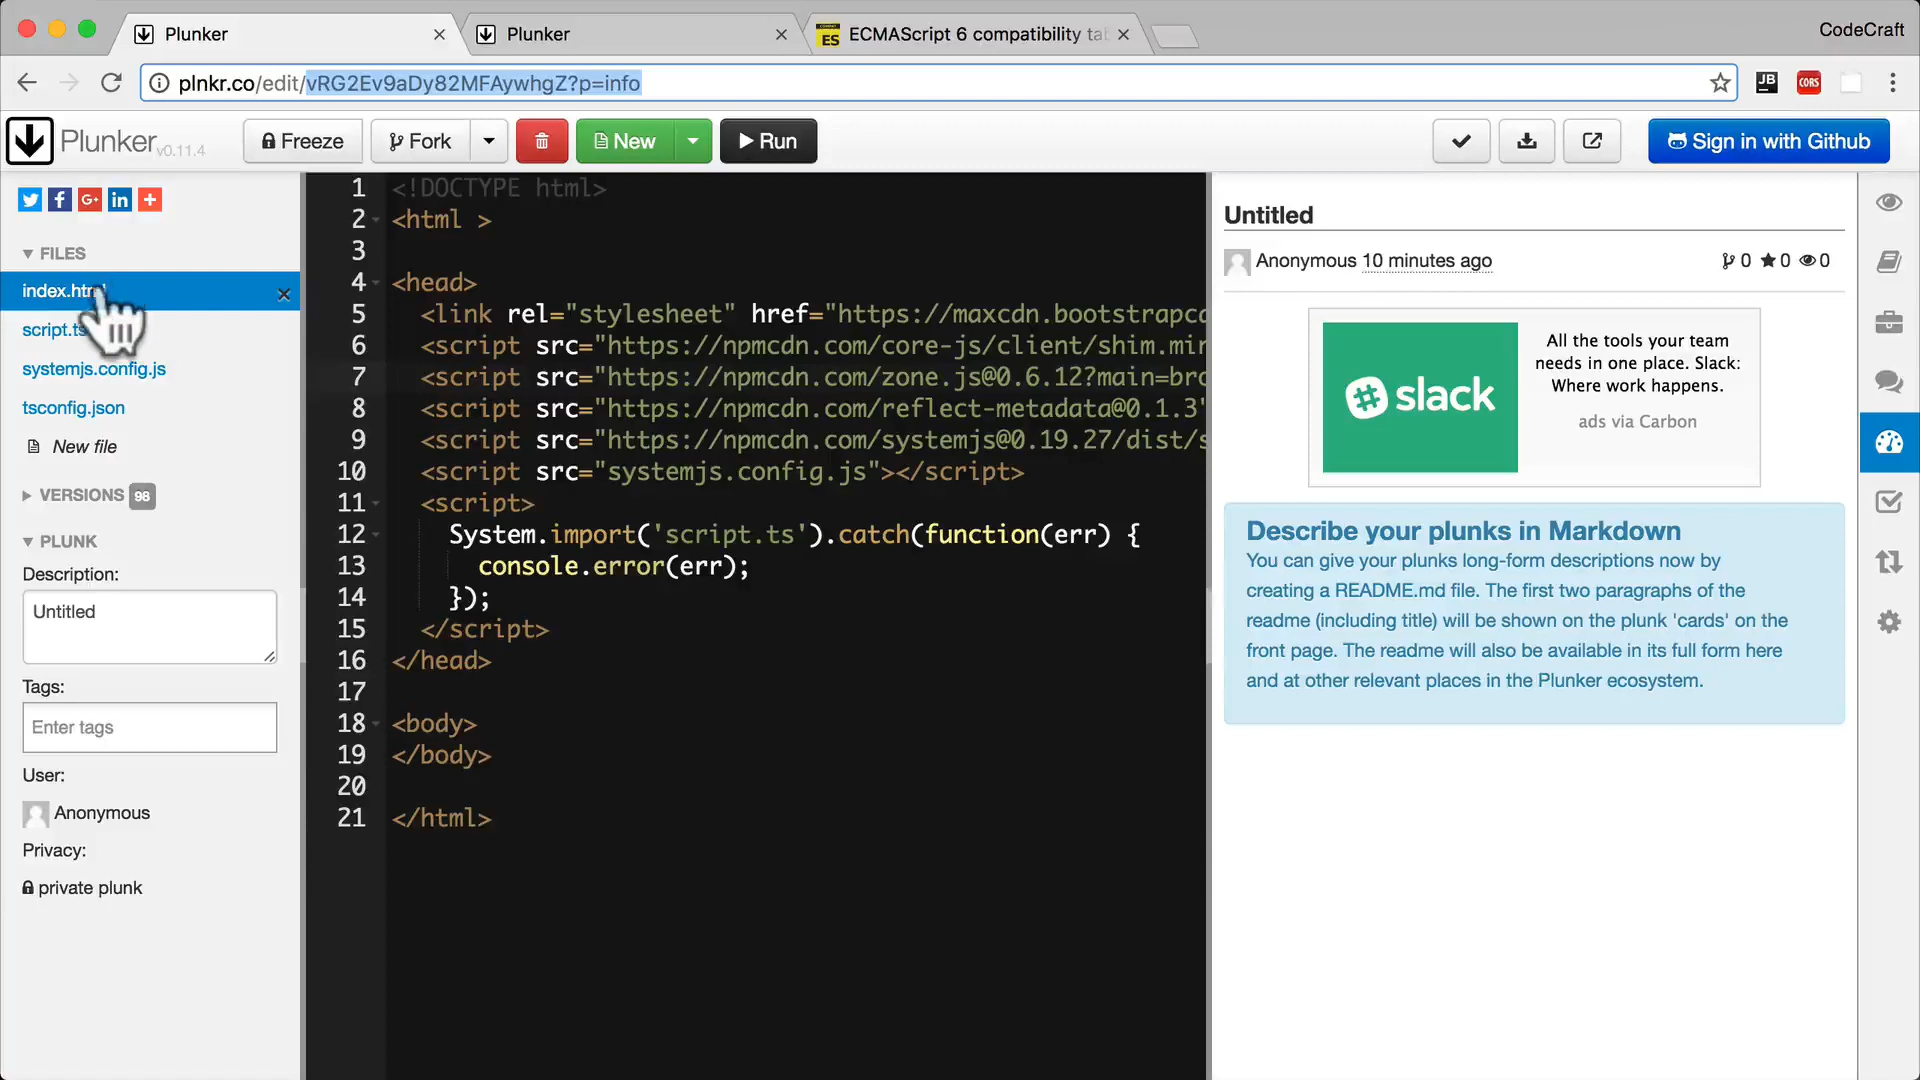 Plunker
Plunker
ECMAScript 6 compatibility tab
CodeCraft
plnkr.co/edit/vRG2Ev9aDy82MFAywhgZ?p=info
JB
CORS
Plunker v0.11.4
Freeze
Fork
New
Run
Sign in with Github
FILES
index.html
script.ts
systemjs.config.js
tsconfig.json
New file
VERSIONS 98
PLUNK
Description:
Untitled
Tags:
Enter tags
User:
Anonymous
Privacy:
private plunk
1 <!DOCTYPE html>
2 <html >
3
4 <head>
5 <link rel="stylesheet" href="https://maxcdn.bootstrapcd
6 <script src="https://npmcdn.com/core-js/client/shim.min
7 <script src="https://npmcdn.com/zone.js@0.6.12?main=bro
8 <script src="https://npmcdn.com/reflect-metadata@0.1.3"
9 <script src="https://npmcdn.com/systemjs@0.19.27/dist/s
10 <script src="systemjs.config.js"></script>
11 <script>
12 System.import('script.ts').catch(function(err) {
13 console.error(err);
14 });
15 </script>
16 </head>
17
18 <body>
19 </body>
20
21 </html>
Untitled
Anonymous 10 minutes ago 0 0 0
slack
All the tools your team
needs in one place. Slack:
Where work happens.
ads via Carbon
Describe your plunks in Markdown
You can give your plunks long-form descriptions now by
creating a README.md file. The first two paragraphs of the
readme (including title) will be shown on the plunk 'cards' on the
front page. The readme will also be available in its full form here
and at other relevant places in the Plunker ecosystem.